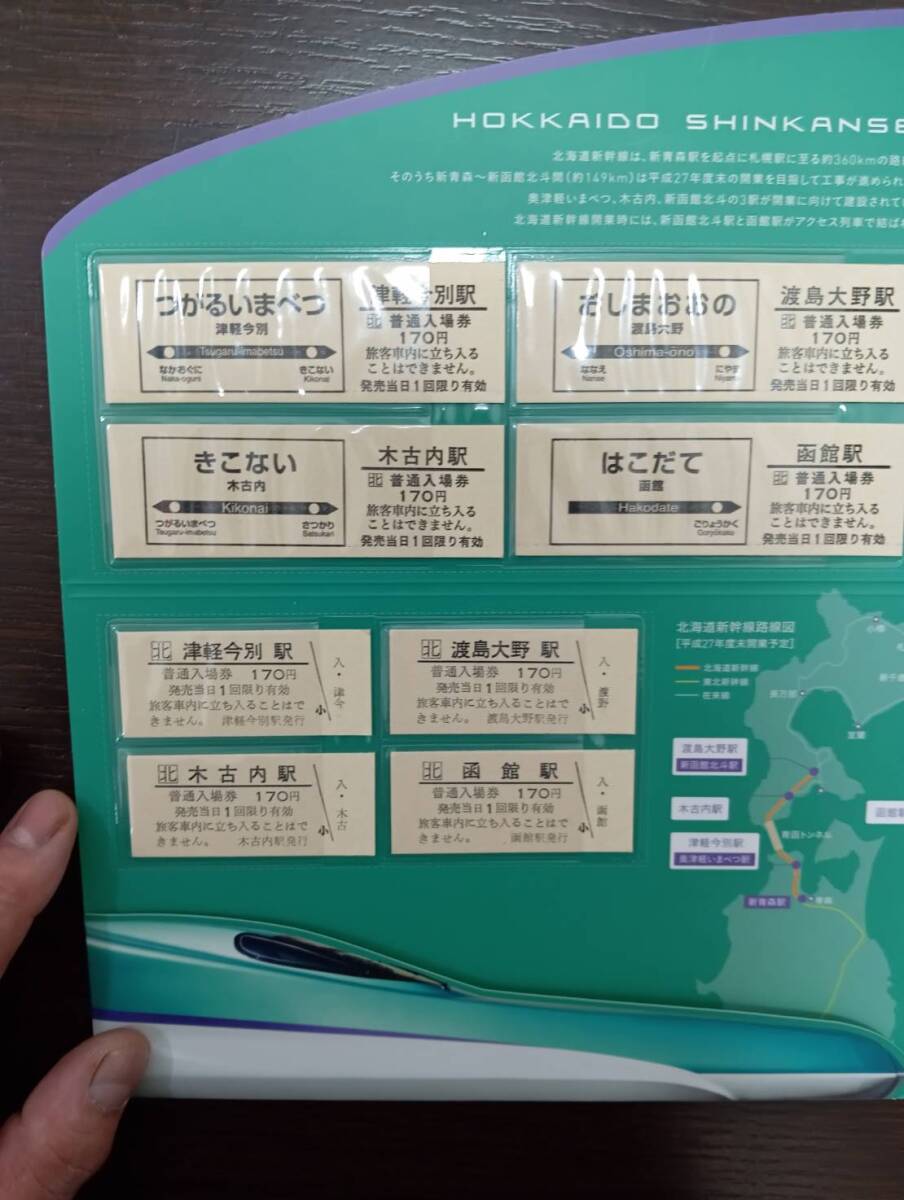 HOKKAIDO SHINKANSE
北海道新幹線は、新青森駅を起点に札幌駅に至る約360kmの路
そのうち新青森～新函館北斗間(約149km)は平成27年度末の開業を目指して工事が進められ
奥津軽いまべつ、木古内、新函館北斗の3駅が開業に向けて建設されてい
北海道新幹線開業時には、新函館北斗駅と函館駅がアクセス列車で結ば
つがるいまべつ
津軽今別
Tsugaru-imabetsu
なかおぐに
Naka-oguni
きこない
Kikonai
津軽今別駅
北 普通入場券
170円
旅客車内に立ち入る
ことはできません。
発売当日1回限り有効
おしまおおの
渡島大野
Oshima-ono
ななえ
Nanae
にやま
Niyam
渡島大野駅
北 普通入場券
170円
旅客車内に立ち入る
ことはできません。
発売当日1回限り有効
きこない
木古内
Kikonai
つがるいまべつ
Tsugaru-imabetsu
さつかり
Satsukari
木古内駅
北 普通入場券
170円
旅客車内に立ち入る
ことはできません。
発売当日1回限り有効
はこだて
函館
Hakodate
ごりょうかく
Goryokaku
函館駅
北 普通入場券
170円
旅客車内に立ち入る
ことはできません。
発売当日1回限り有効
北 津軽今別 駅
普通入場券 170円
発売当日1回限り有効
旅客車内に立ち入ることはで
きません。 津軽今別駅発行
小
入・津今
北 渡島大野 駅
普通入場券 170円
発売当日1回限り有効
旅客車内に立ち入ることはで
きません。 渡島大野駅発行
小
入・渡野
北 木古内 駅
普通入場券 170円
発売当日1回限り有効
旅客車内に立ち入ることはで
きません。 木古内駅発行
小
入・木古
北 函館 駅
普通入場券 170円
発売当日1回限り有効
旅客車内に立ち入ることはで
きません。 函館駅発行
小
入・函館
北海道新幹線路線図
[平成27年度末開業予定]
北海道新幹線
東北新幹線
在来線
小樽
札
新千歳
長万部
室蘭
渡島大野駅
新函館北斗駅
木古内駅
函館駅
青函トンネル
津軽今別駅
奥津軽いまべつ駅
新青森駅
青森